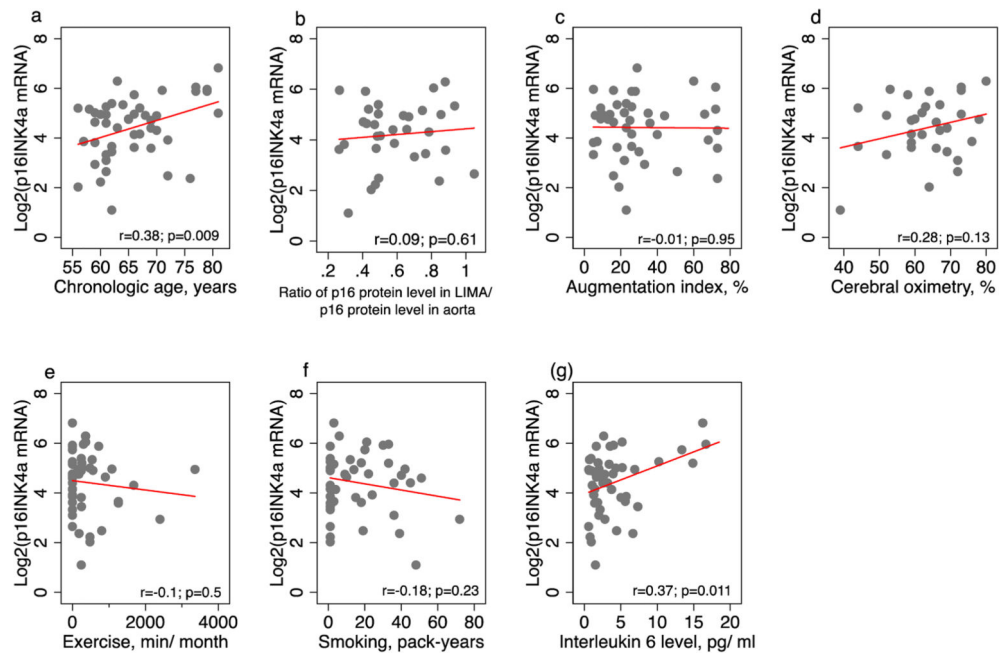 a
Log2(p16INK4a mRNA)
8
6
4
2
0
r=0.38; p=0.009
55 60 65 70 75 80
Chronologic age, years
b
Log2(p16INK4a mRNA)
8
6
4
2
0
r=0.09; p=0.61
.2 .4 .6 .8 1
Ratio of p16 protein level in LIMA/
p16 protein level in aorta
c
Log2(p16INK4a mRNA)
8
6
4
2
0
r=-0.01; p=0.95
0 20 40 60 80
Augmentation index, %
d
Log2(p16INK4a mRNA)
8
6
4
2
0
r=0.28; p=0.13
40 50 60 70 80
Cerebral oximetry, %
e
Log2(p16INK4a mRNA)
8
6
4
2
0
r=-0.1; p=0.5
0 2000 4000
Exercise, min/ month
f
Log2(p16INK4a mRNA)
8
6
4
2
0
r=-0.18; p=0.23
0 20 40 60 80
Smoking, pack-years
(g)
Log2(p16INK4a mRNA)
8
6
4
2
0
r=0.37; p=0.011
0 5 10 15 20
Interleukin 6 level, pg/ ml